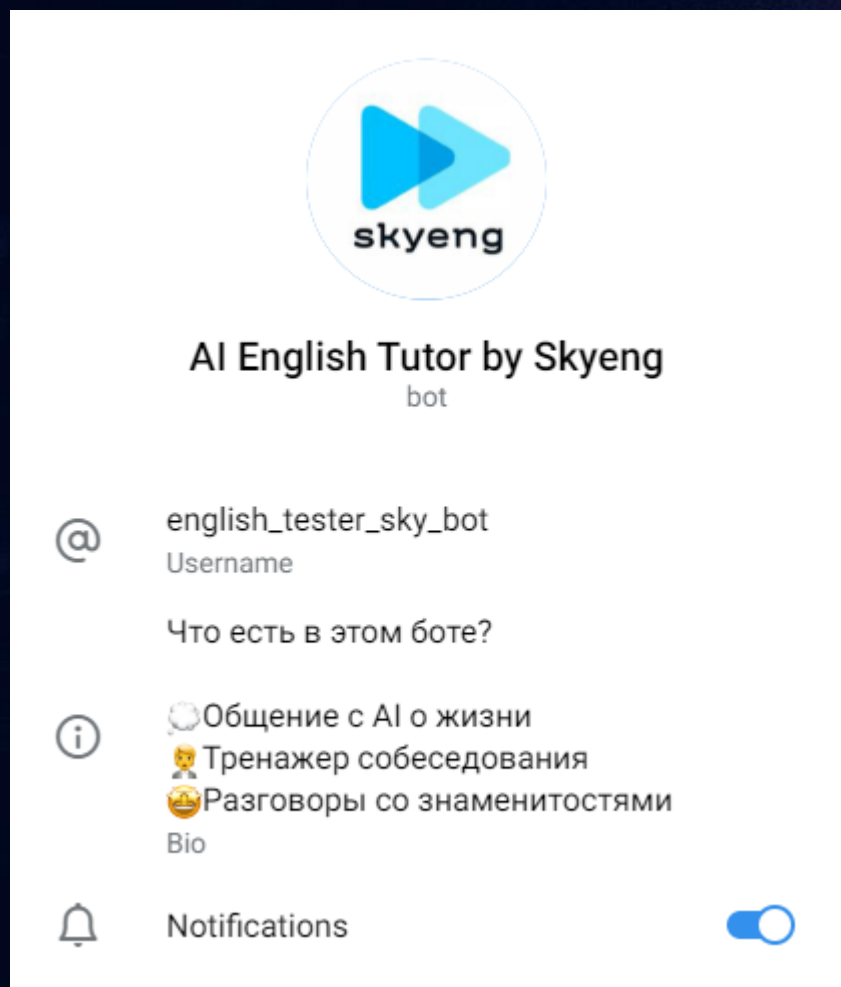 skyeng
AI English Tutor by Skyeng
bot
english_tester_sky_bot
Username
Что есть в этом боте?
💭Общение с AI о жизни
👨‍💼Тренажер собеседования
🤩Разговоры со знаменитостями
Bio
Notifications